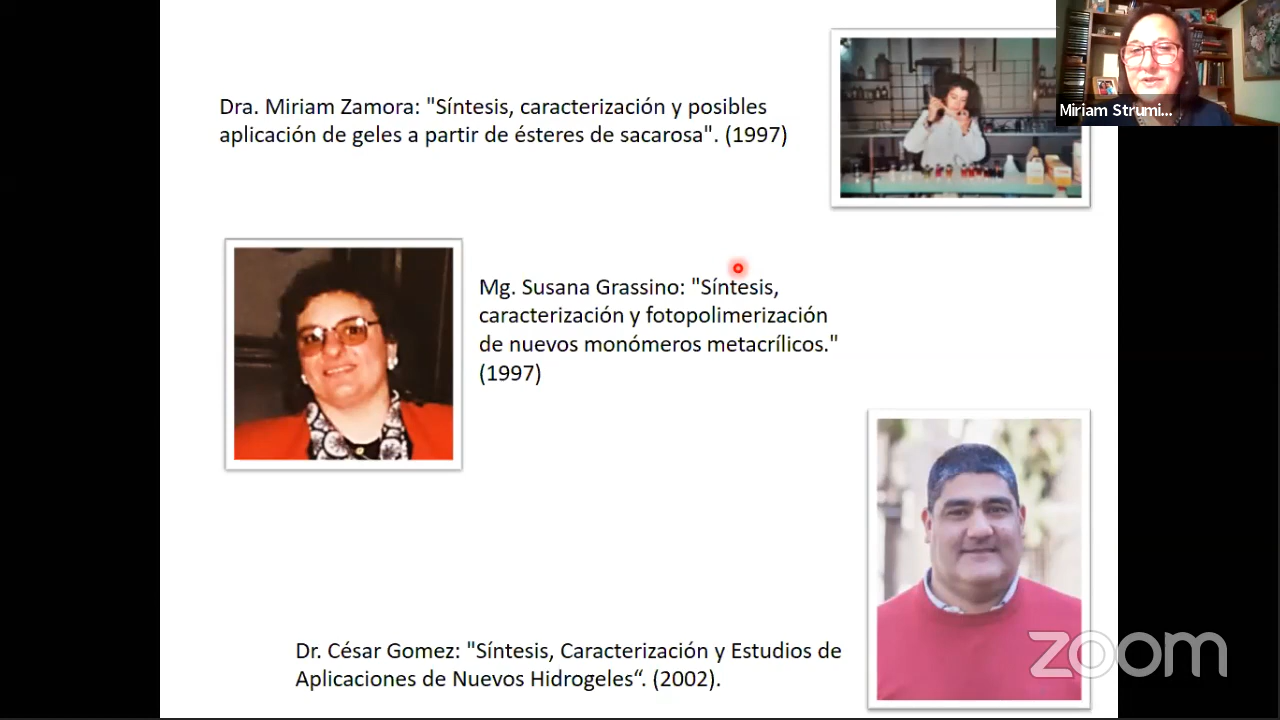 Dra. Miriam Zamora: "Síntesis, caracterización y posibles
aplicación de geles a partir de ésteres de sacarosa". (1997)
Miriam Strumi...
Mg. Susana Grassino: "Síntesis,
caracterización y fotopolimerización
de nuevos monómeros metacrílicos."
(1997)
Dr. César Gomez: "Síntesis, Caracterización y Estudios de
Aplicaciones de Nuevos Hidrogeles“. (2002).
zoom